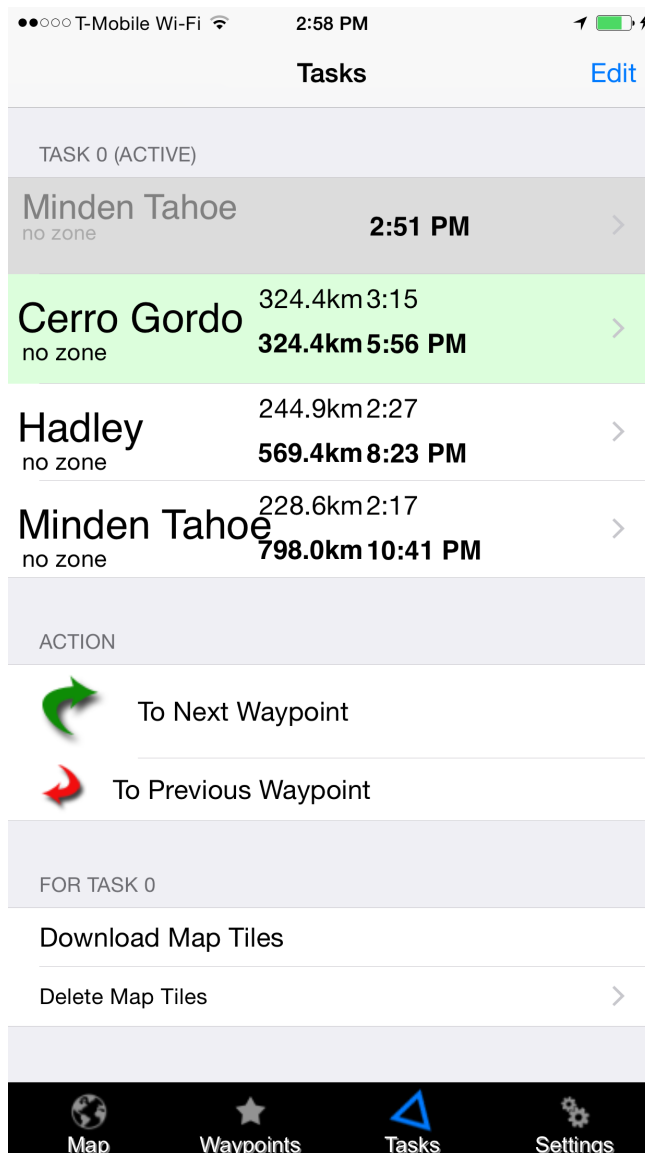 T-Mobile Wi-Fi 2:58 PM
Tasks Edit
TASK 0 (ACTIVE)
Minden Tahoe
no zone
2:51 PM
Cerro Gordo
no zone
324.4km 3:15
324.4km 5:56 PM
Hadley
no zone
244.9km 2:27
569.4km 8:23 PM
Minden Tahoe
no zone
228.6km 2:17
798.0km 10:41 PM
ACTION
To Next Waypoint
To Previous Waypoint
FOR TASK 0
Download Map Tiles
Delete Map Tiles
Map Waypoints Tasks Settings